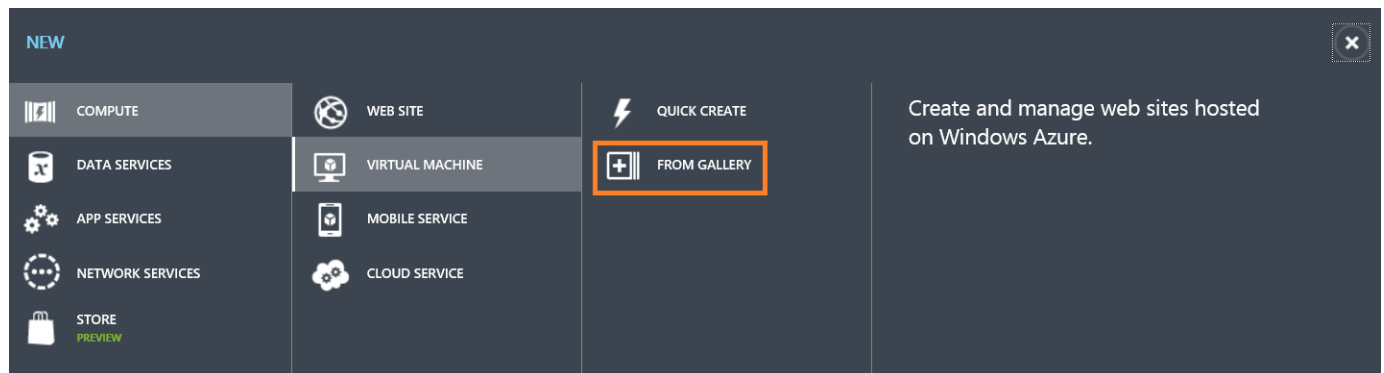 NEW
COMPUTE
DATA SERVICES
APP SERVICES
NETWORK SERVICES
STORE
PREVIEW
WEB SITE
VIRTUAL MACHINE
MOBILE SERVICE
CLOUD SERVICE
QUICK CREATE
FROM GALLERY
Create and manage web sites hosted
on Windows Azure.